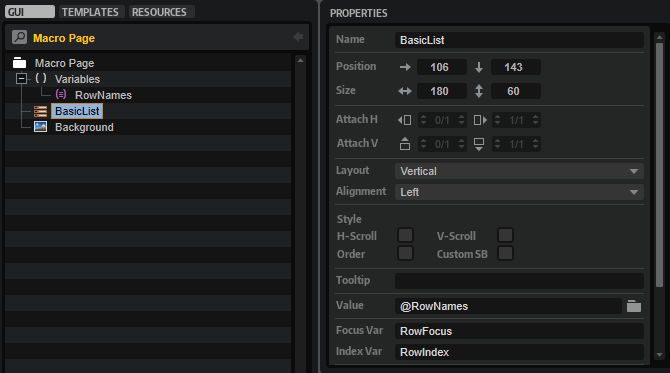 GUI TEMPLATES RESOURCES
Macro Page
Macro Page
( ) Variables
RowNames
BasicList
Background
PROPERTIES
Name BasicList
Position 106 143
Size 180 60
Attach H 0/1 1/1
Attach V 0/1 1/1
Layout Vertical
Alignment Left
Style
H-Scroll V-Scroll
Order Custom SB
Tooltip
Value @RowNames
Focus Var RowFocus
Index Var RowIndex